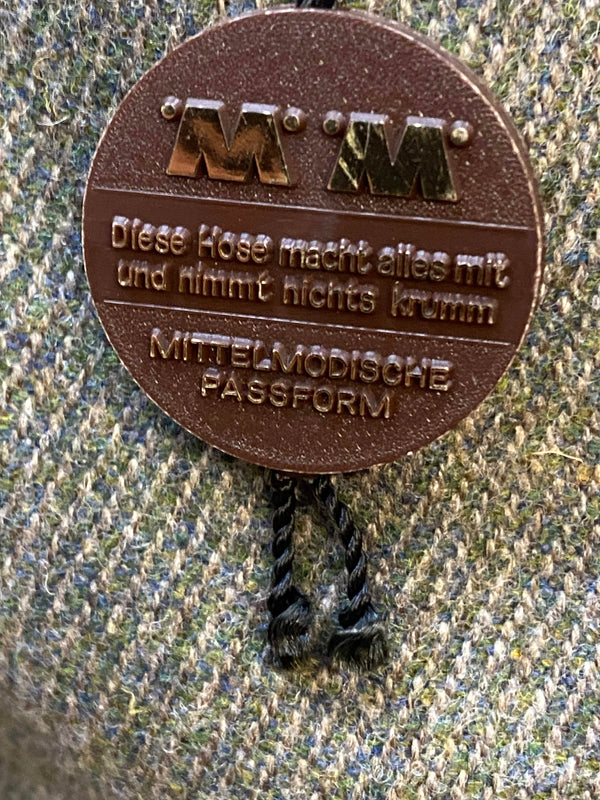 M M
Diese Hose macht alles mit
und nimmt nichts krumm
MITTELMODISCHE
PASSFORM